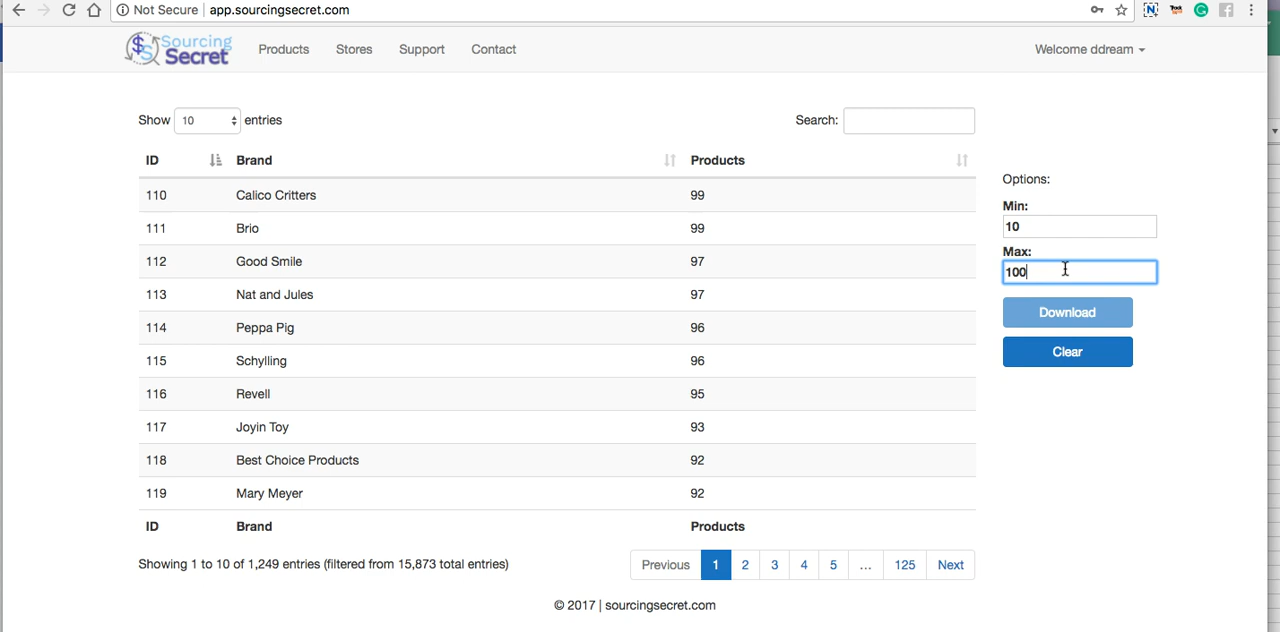 Not Secure | app.sourcingsecret.com
Sourcing Secret
Products Stores Support Contact Welcome ddream
Show 10 entries Search:
ID Brand Products
110 Calico Critters 99
111 Brio 99
112 Good Smile 97
113 Nat and Jules 97
114 Peppa Pig 96
115 Schylling 96
116 Revell 95
117 Joyin Toy 93
118 Best Choice Products 92
119 Mary Meyer 92
ID Brand Products
Showing 1 to 10 of 1,249 entries (filtered from 15,873 total entries) Previous 1 2 3 4 5 ... 125 Next
Options:
Min:
10
Max:
100
Download
Clear
© 2017 | sourcingsecret.com